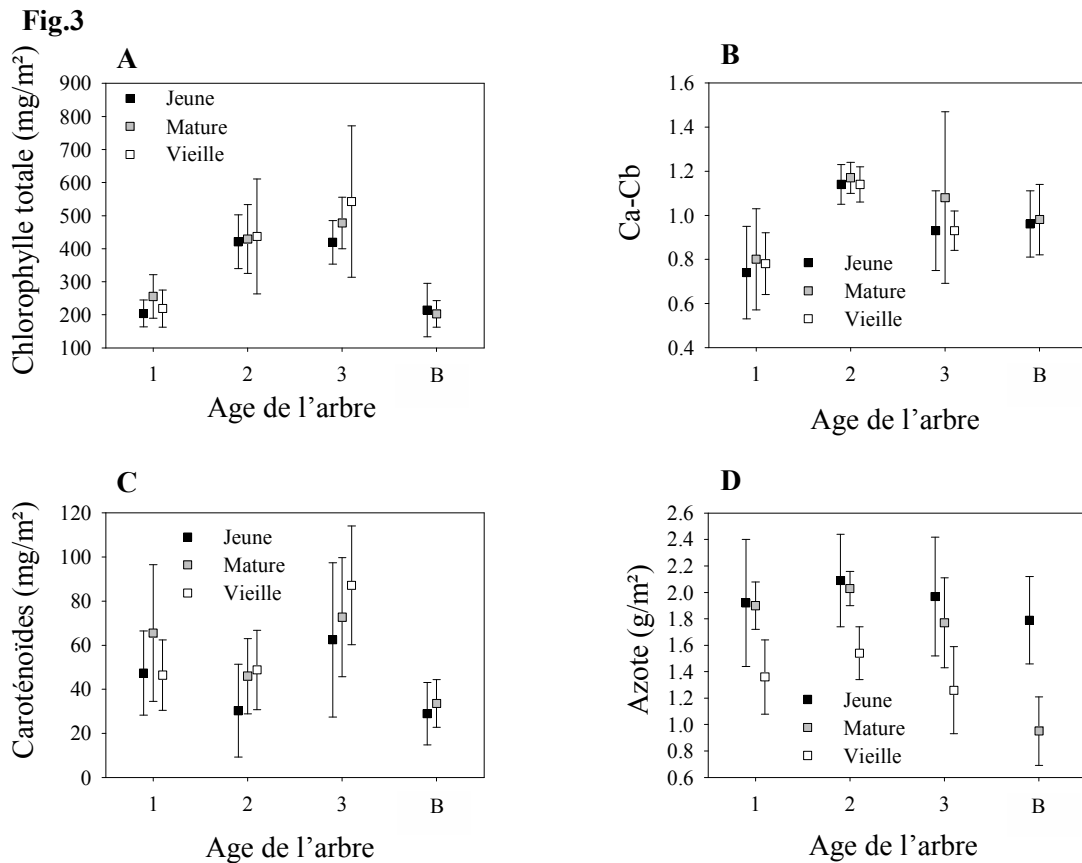 Fig.3
A
Chlorophylle totale (mg/m²)
900
800
700
600
500
400
300
200
100
Jeune
Mature
Vieille
1 2 3 B
Age de l’arbre
B
Ca-Cb
1.6
1.4
1.2
1.0
0.8
0.6
0.4
Jeune
Mature
Vieille
1 2 3 B
Age de l’arbre
C
Caroténoïdes (mg/m²)
120
100
80
60
40
20
0
Jeune
Mature
Vieille
1 2 3 B
Age de l’arbre
D
Azote (g/m²)
2.6
2.4
2.2
2.0
1.8
1.6
1.4
1.2
1.0
0.8
0.6
Jeune
Mature
Vieille
1 2 3 B
Age de l’arbre